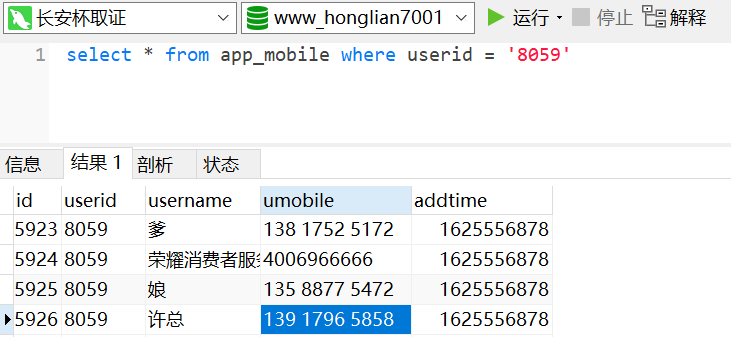 长安杯取证 www_honglian7001 运行 停止 解释
1 select * from app_mobile where userid = '8059'
信息 结果 1 剖析 状态
id userid username umobile addtime
5923 8059 爹 138 1752 5172 1625556878
5924 8059 荣耀消费者服务 4006966666 1625556878
5925 8059 娘 135 8877 5472 1625556878
5926 8059 许总 139 1796 5858 1625556878